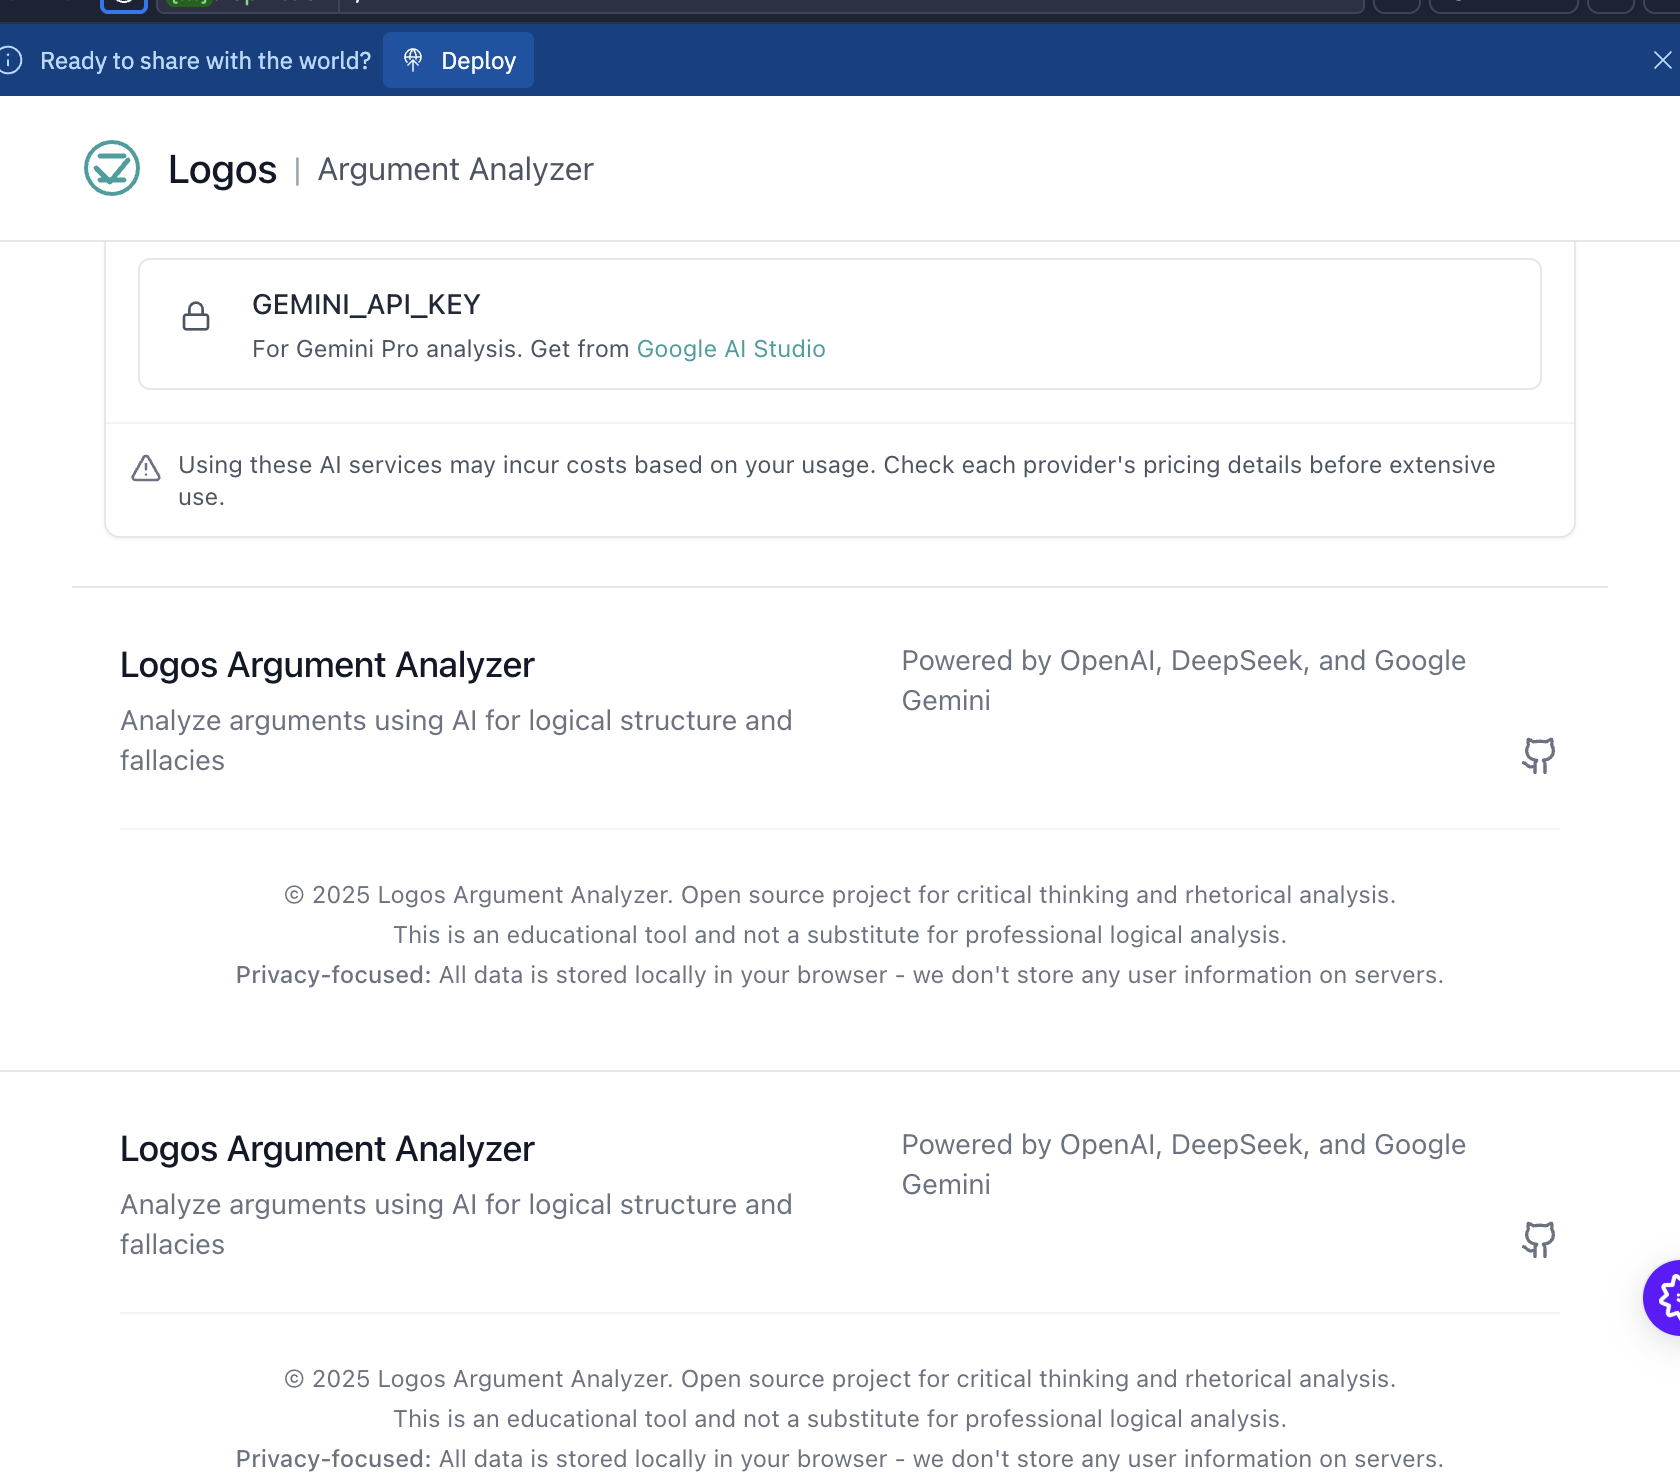 Ready to share with the world?
Deploy
Logos | Argument Analyzer
GEMINI_API_KEY
For Gemini Pro analysis. Get from Google AI Studio
Using these AI services may incur costs based on your usage. Check each provider's pricing details before extensive
use.
Logos Argument Analyzer
Analyze arguments using AI for logical structure and
fallacies
Powered by OpenAI, DeepSeek, and Google
Gemini
© 2025 Logos Argument Analyzer. Open source project for critical thinking and rhetorical analysis.
This is an educational tool and not a substitute for professional logical analysis.
Privacy-focused: All data is stored locally in your browser - we don't store any user information on servers.
Logos Argument Analyzer
Analyze arguments using AI for logical structure and
fallacies
Powered by OpenAI, DeepSeek, and Google
Gemini
© 2025 Logos Argument Analyzer. Open source project for critical thinking and rhetorical analysis.
This is an educational tool and not a substitute for professional logical analysis.
Privacy-focused: All data is stored locally in your browser - we don't store any user information on servers.